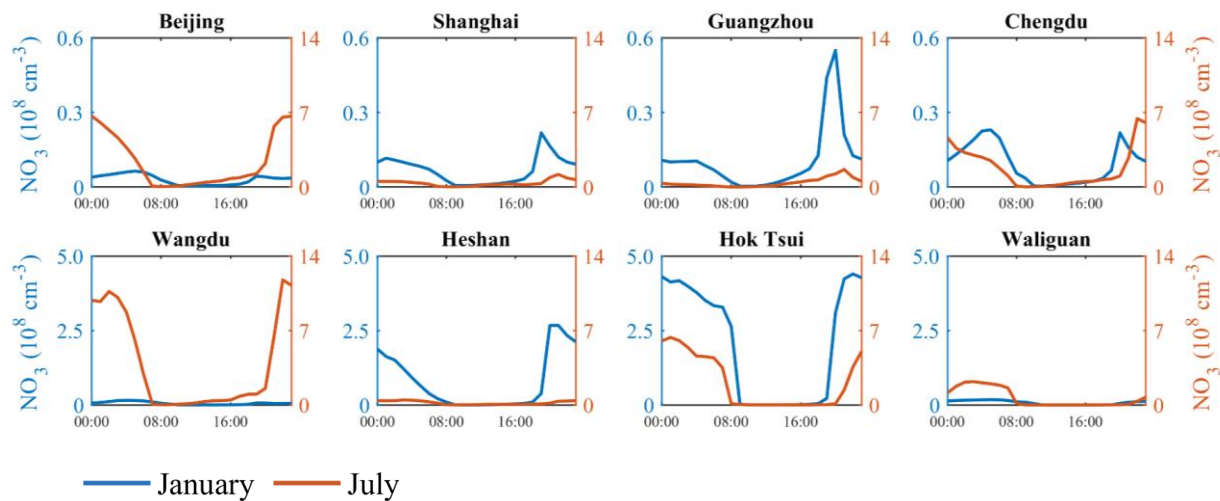 Beijing Shanghai Guangzhou Chengdu
NO3 (10^8 cm^-3) 0.6 0.3 0 14 7 0 0.6 0.3 0 14 7 0 0.6 0.3 0 14 7 0 0.6 0.3 0 14 7 0 NO3 (10^8 cm^-3)
00:00 08:00 16:00 00:00 08:00 16:00 00:00 08:00 16:00 00:00 08:00 16:00
Wangdu Heshan Hok Tsui Waliguan
NO3 (10^8 cm^-3) 5.0 2.5 0 14 7 0 5.0 2.5 0 14 7 0 5.0 2.5 0 14 7 0 5.0 2.5 0 14 7 0 NO3 (10^8 cm^-3)
00:00 08:00 16:00 00:00 08:00 16:00 00:00 08:00 16:00 00:00 08:00 16:00
January July